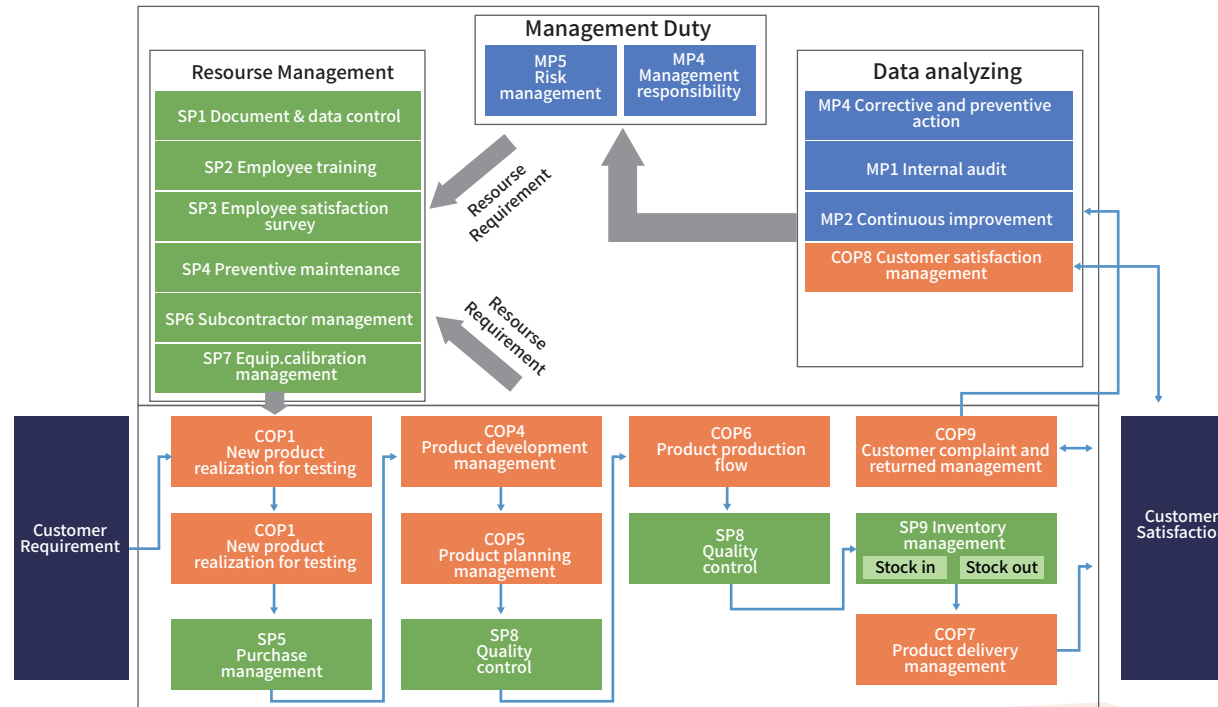 Management Duty
MP5
Risk
management
MP4
Management
responsibility
Resourse Management
SP1 Document & data control
SP2 Employee training
SP3 Employee satisfaction
survey
SP4 Preventive maintenance
SP6 Subcontractor management
SP7 Equip.calibration
management
Resourse
Requirement
Resourse
Requirement
Data analyzing
MP4 Corrective and preventive
action
MP1 Internal audit
MP2 Continuous improvement
COP8 Customer satisfaction
management
Customer
Requirement
COP1
New product
realization for testing
COP1
New product
realization for testing
SP5
Purchase
management
COP4
Product development
management
COP5
Product planning
management
SP8
Quality
control
COP6
Product production
flow
SP8
Quality
control
COP9
Customer complaint and
returned management
SP9 Inventory
management
Stock in
Stock out
COP7
Product delivery
management
Customer
Satisfaction